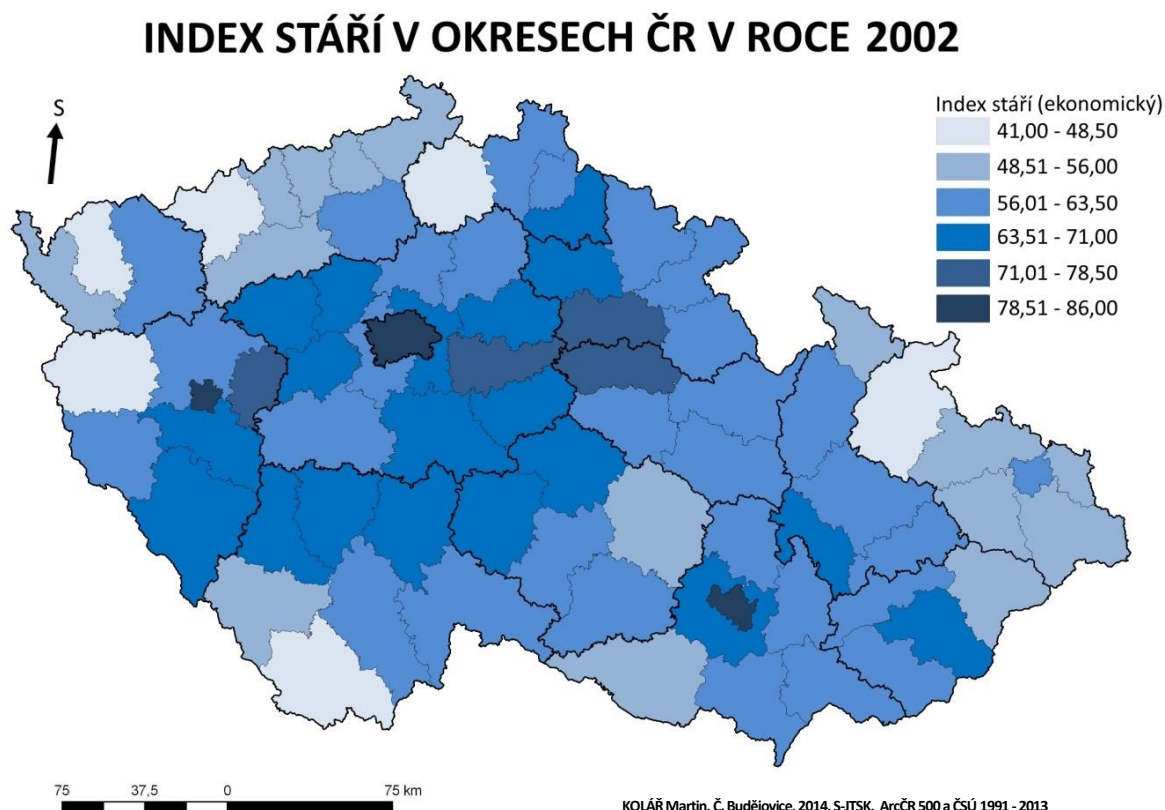 INDEX STÁŘÍ V OKRESECH ČR V ROCE 2002
S
Index stáří (ekonomický)
41,00 - 48,50
48,51 - 56,00
56,01 - 63,50
63,51 - 71,00
71,01 - 78,50
78,51 - 86,00
75 37,5 0 75 km
KOLÁŘ Martin, Č. Budějovice, 2014, S-JTSK, ArcČR 500 a ČSÚ 1991 - 2013